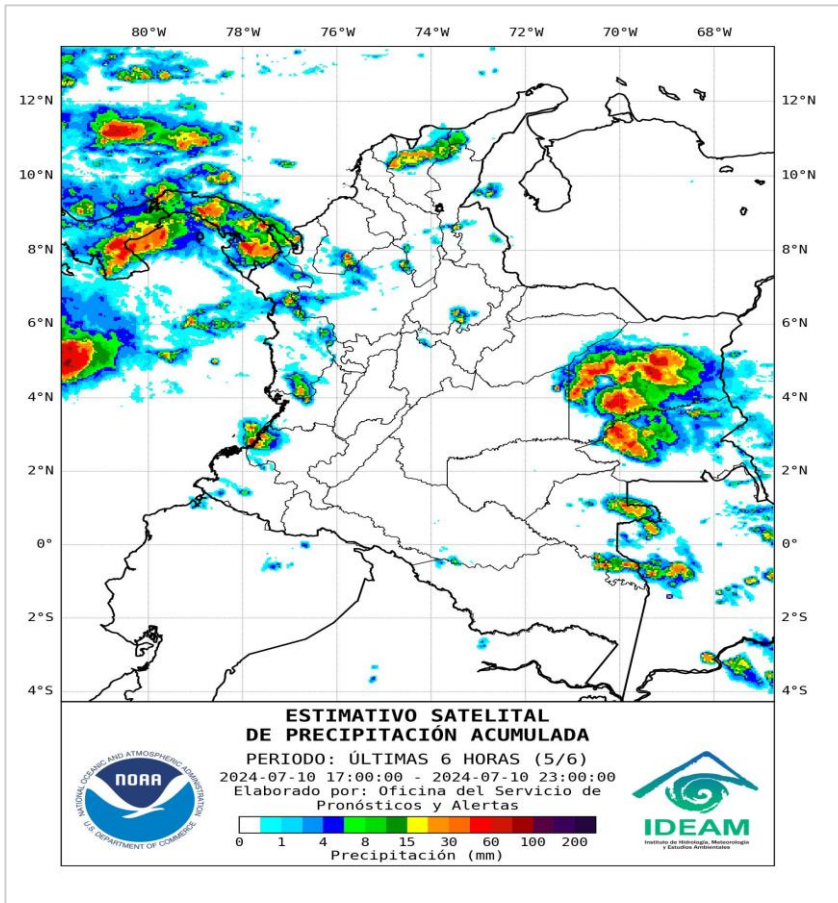 80°W 78°W 76°W 74°W 72°W 70°W 68°W
12°N 12°N
10°N 10°N
8°N 8°N
6°N 6°N
4°N 4°N
2°N 2°N
0° 0°
2°S 2°S
4°S 4°S
ESTIMATIVO SATELITAL
DE PRECIPITACIÓN ACUMULADA
PERIODO: ÚLTIMAS 6 HORAS (5/6)
2024-07-10 17:00:00 - 2024-07-10 23:00:00
Elaborado por: Oficina del Servicio de
Pronósticos y Alertas
0 1 4 8 15 30 60 100 200
Precipitación (mm)
NATIONAL OCEANIC AND ATMOSPHERIC ADMINISTRATION
NOAA
U.S. DEPARTMENT OF COMMERCE
IDEAM
Instituto de Hidrología, Meteorología
y Estudios Ambientales